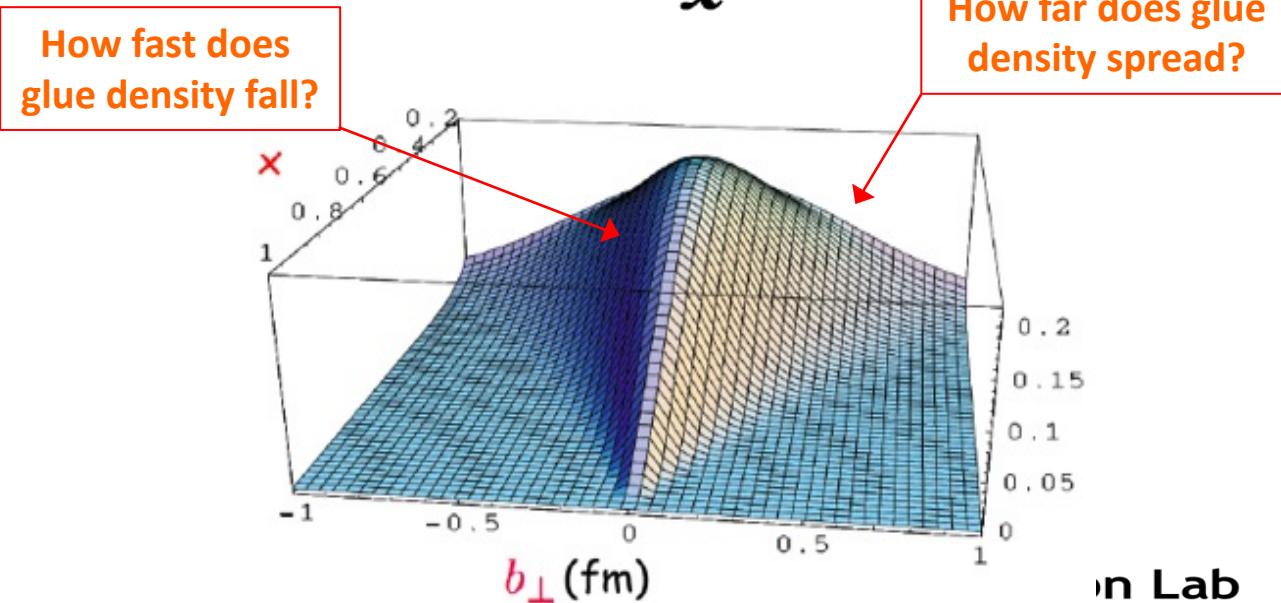 x
How far does glue
density spread?
How fast does
glue density fall?
0.2
0.4
0.6
0.8
1
×
0.2
0.15
0.1
0.05
0
-1
-0.5
0
0.5
1
b⊥ (fm)
on Lab